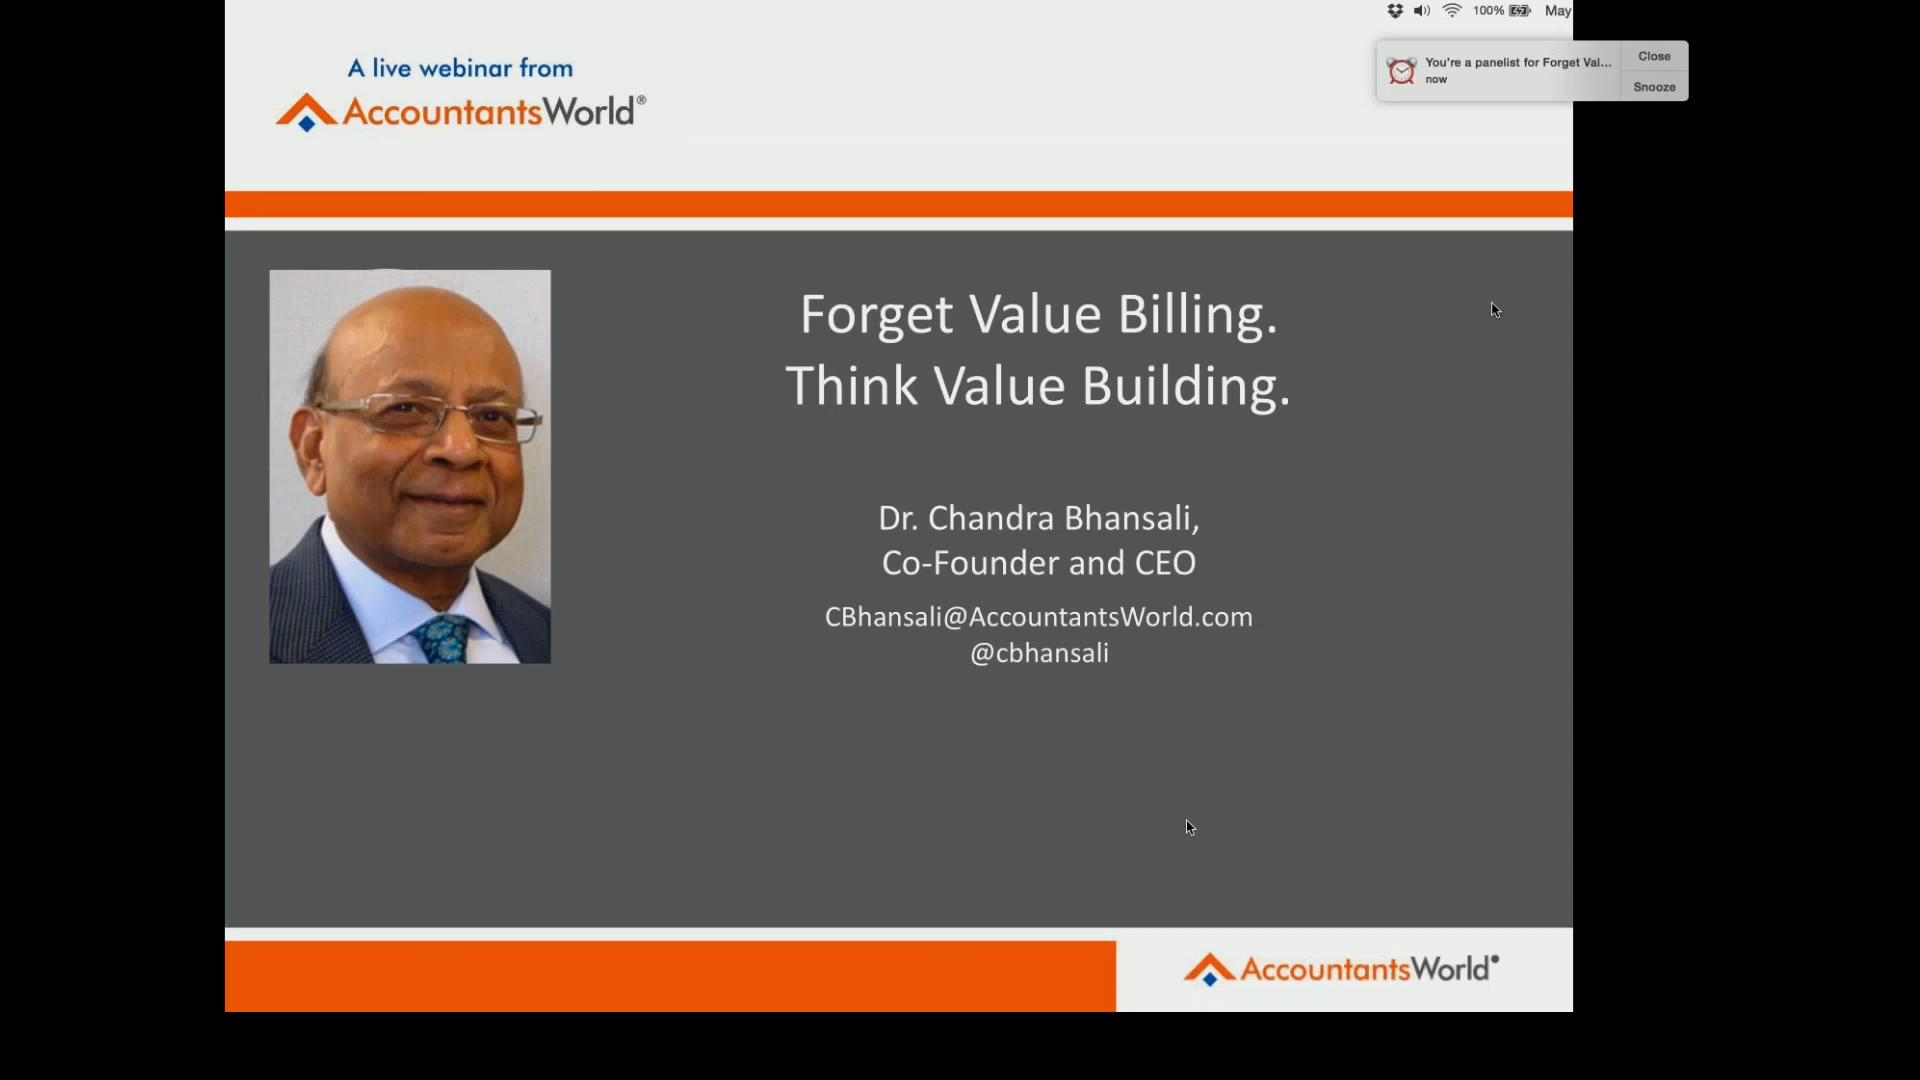 100% May
You're a panelist for Forget Val...
now
Close
Snooze
A live webinar from
AccountantsWorld®
Forget Value Billing.
Think Value Building.
Dr. Chandra Bhansali,
Co-Founder and CEO
CBhansali@AccountantsWorld.com
@cbhansali
AccountantsWorld®